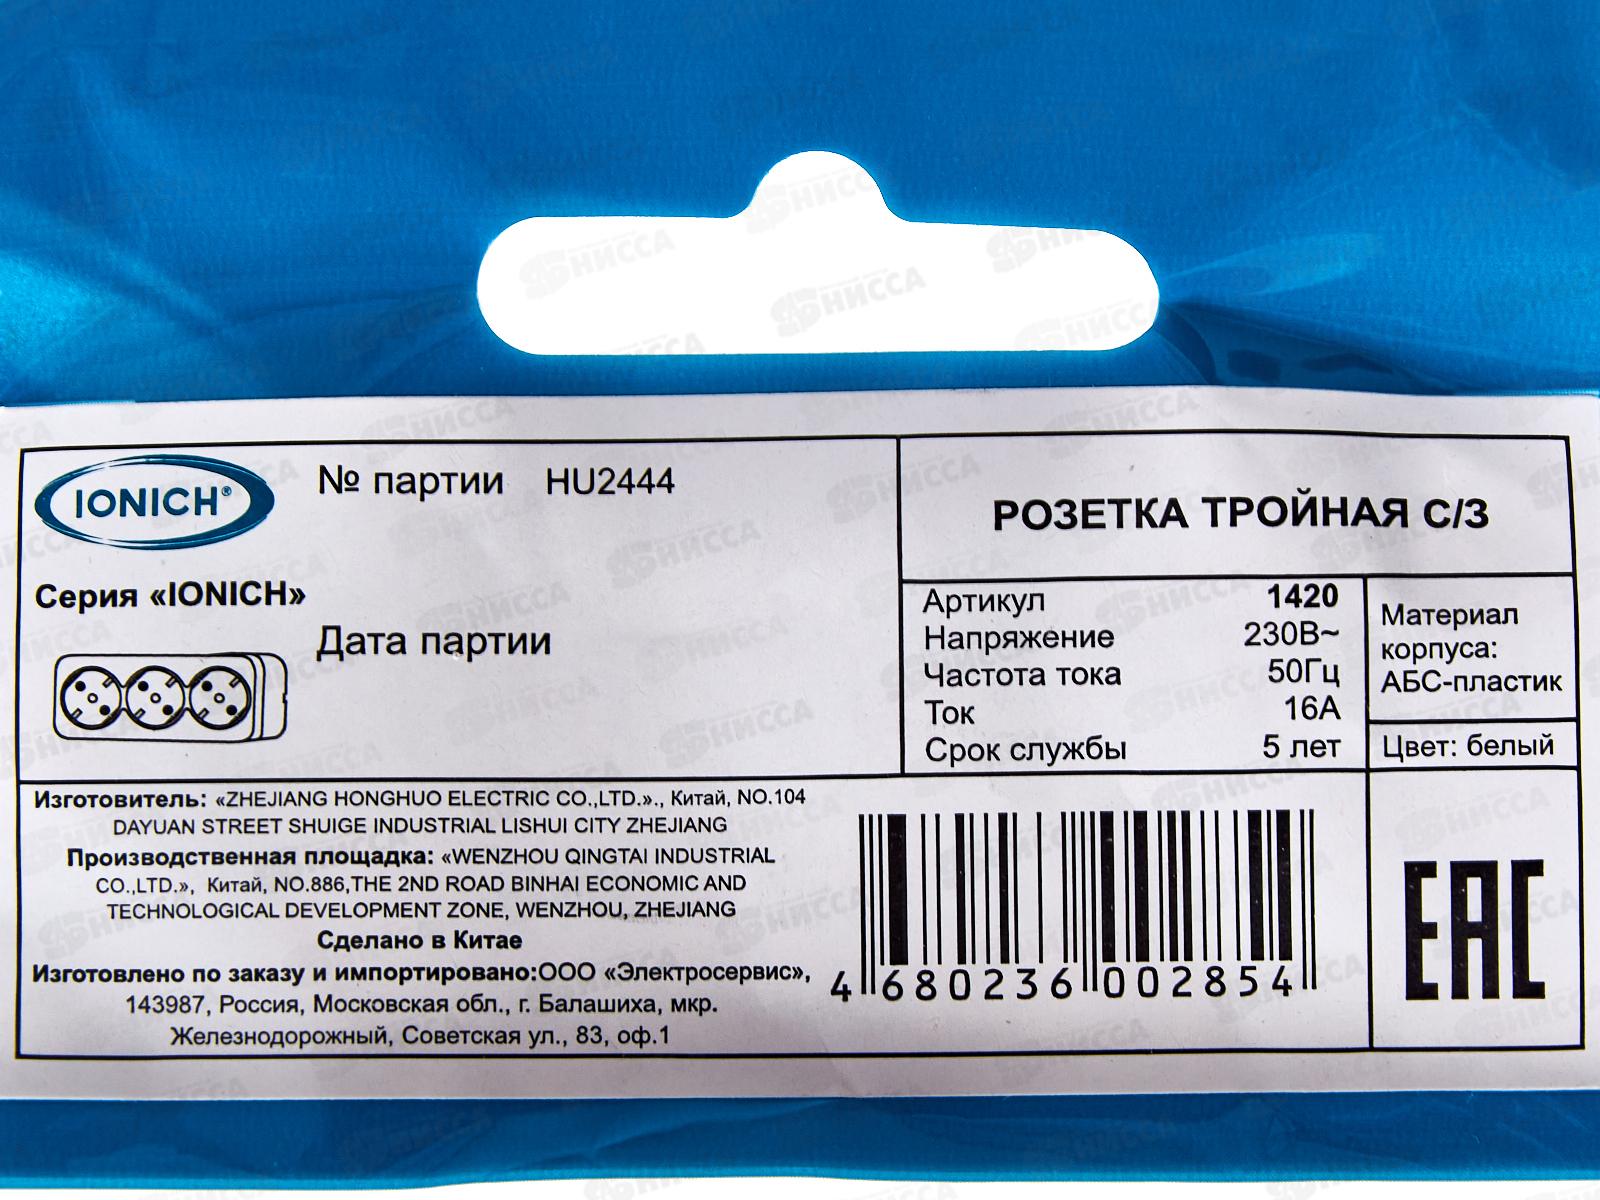 IONICH®
№ партии HU2444
Серия «IONICH»
Дата партии
РОЗЕТКА ТРОЙНАЯ С/З
Артикул 1420
Напряжение 230В~
Частота тока 50Гц
Ток 16А
Срок службы 5 лет
Материал
корпуса:
АБС-пластик
Цвет: белый
Изготовитель: «ZHEJIANG HONGHUO ELECTRIC CO.,LTD.»., Китай, NO.104
DAYUAN STREET SHUIGE INDUSTRIAL LISHUI CITY ZHEJIANG
Производственная площадка: «WENZHOU QINGTAI INDUSTRIAL
CO.,LTD.», Китай, NO.886,THE 2ND ROAD BINHAI ECONOMIC AND
TECHNOLOGICAL DEVELOPMENT ZONE, WENZHOU, ZHEJIANG
Сделано в Китае
Изготовлено по заказу и импортировано:ООО «Электросервис»,
143987, Россия, Московская обл., г. Балашиха, мкр.
Железнодорожный, Советская ул., 83, оф.1
4 680236 002854
EAC
НИССА